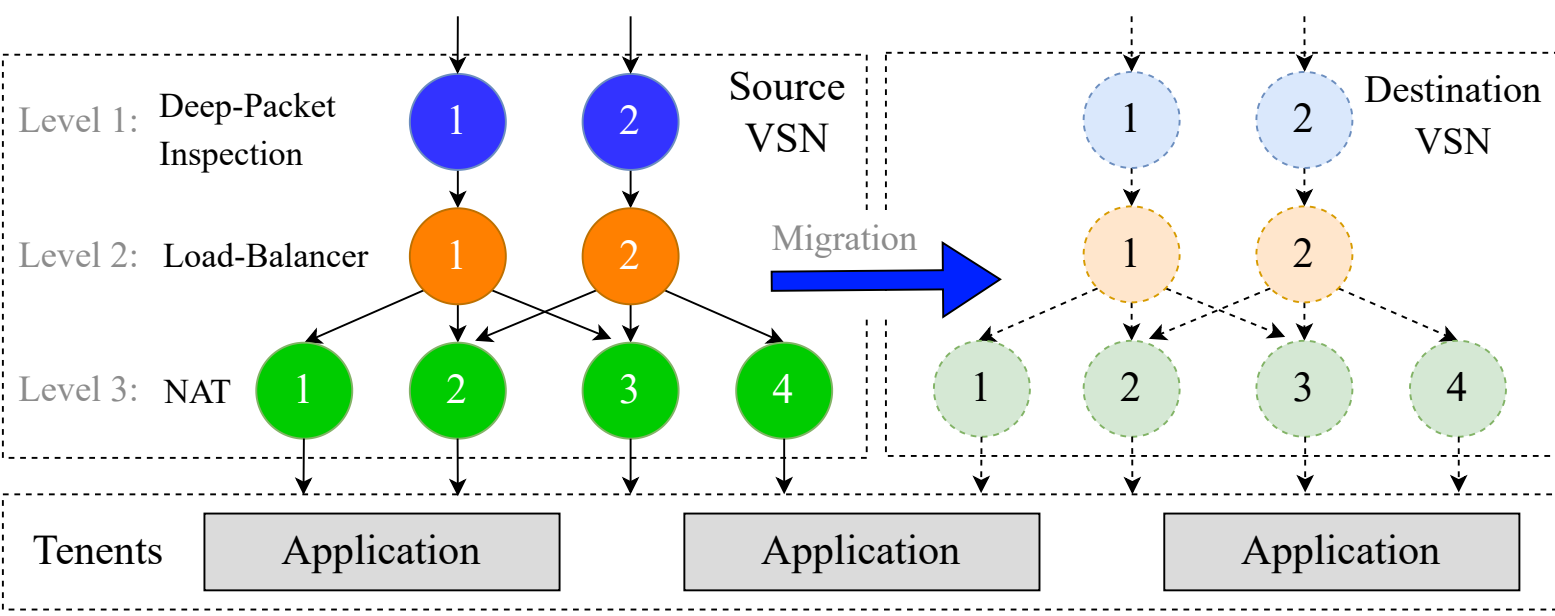 Level 1:
Deep-Packet
Inspection
1
2
Source
VSN
1
2
Destination
VSN
Level 2:
Load-Balancer
1
2
Migration
1
2
Level 3:
NAT
1
2
3
4
1
2
3
4
Tenents
Application
Application
Application